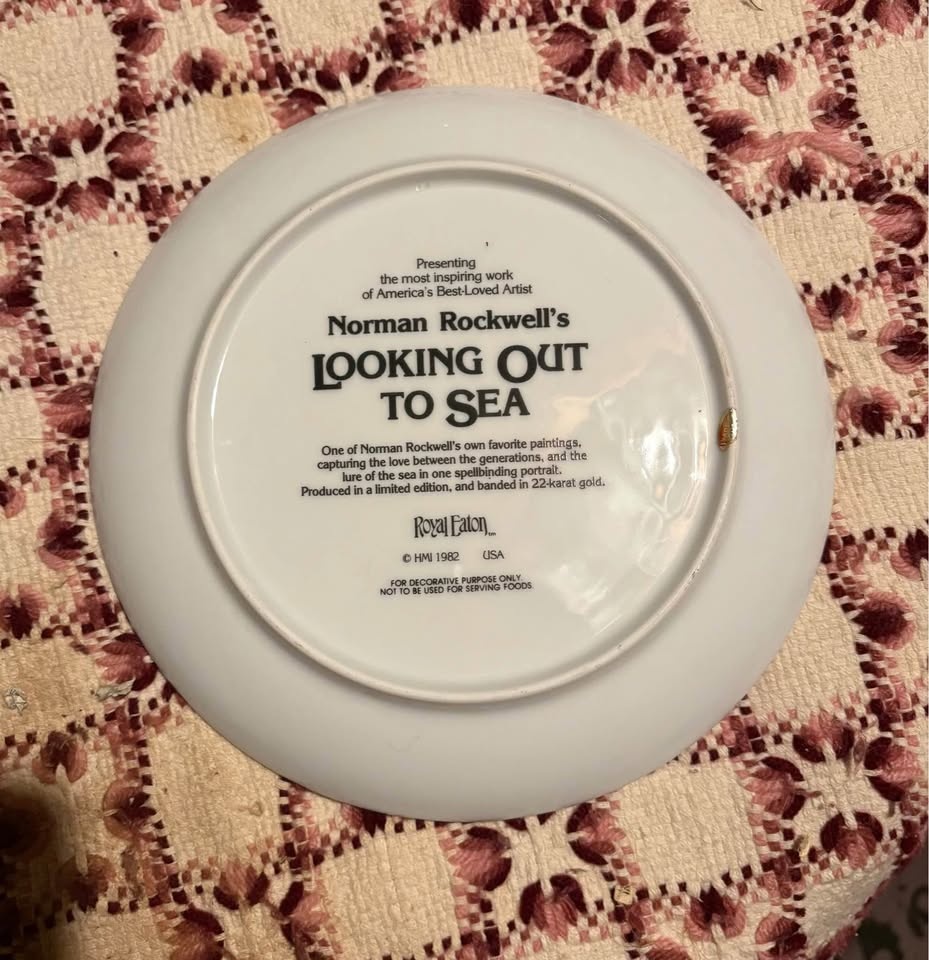 Presenting
the most inspiring work
of America's Best-Loved Artist
Norman Rockwell's
LOOKING OUT
TO SEA
One of Norman Rockwell's own favorite paintings,
capturing the love between the generations, and the
lure of the sea in one spellbinding portrait.
Produced in a limited edition, and banded in 22-karat gold.
Royal Eaton™
© HMI 1982 USA
FOR DECORATIVE PURPOSE ONLY.
NOT TO BE USED FOR SERVING FOODS.